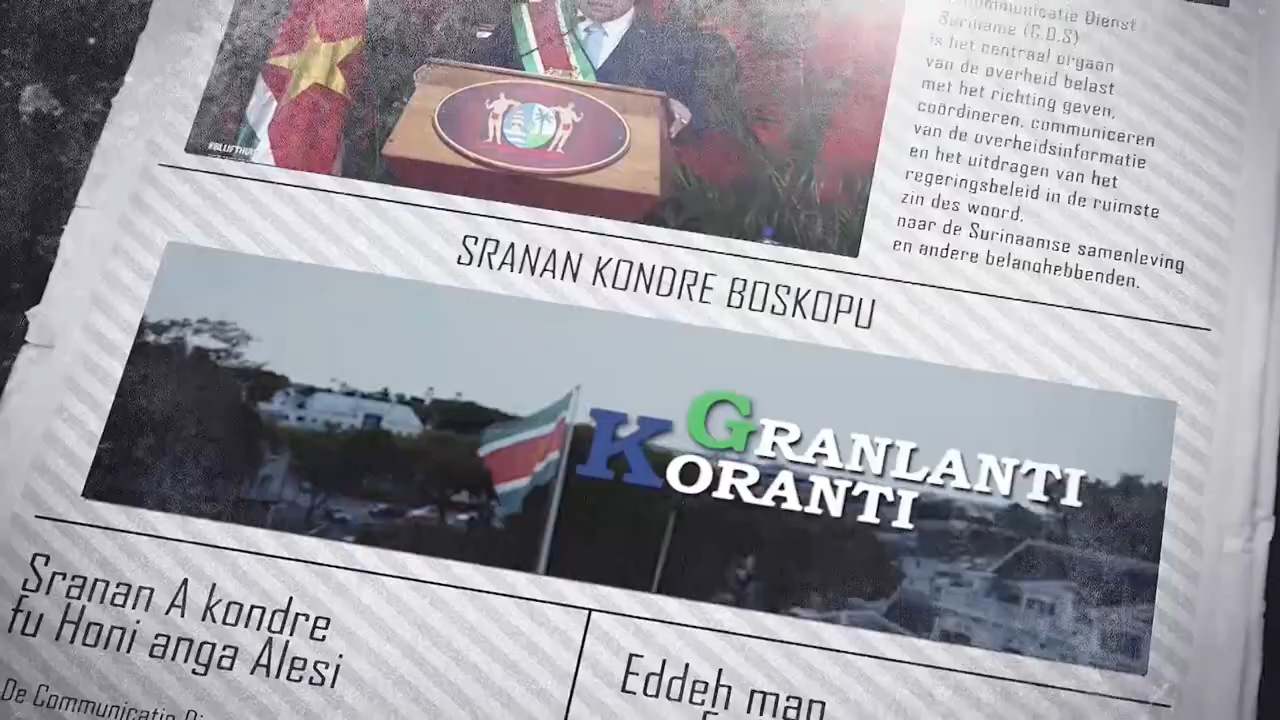 Communicatie Dienst
Suriname (C.D.S)
is het centraal orgaan
van de overheid belast
met het richting geven,
coördineren, communiceren
van de overheidsinformatie
en het uitdragen van het
regeringsbeleid in de ruimste
zin des woord.
naar de Surinaamse samenleving
en andere belanghebbenden.
SRANAN KONDRE BOSKOPU
GRANLANTI
KORANTI
Sranan A kondre
fu Honi anga Alesi
De Communicatie
Eddeh man